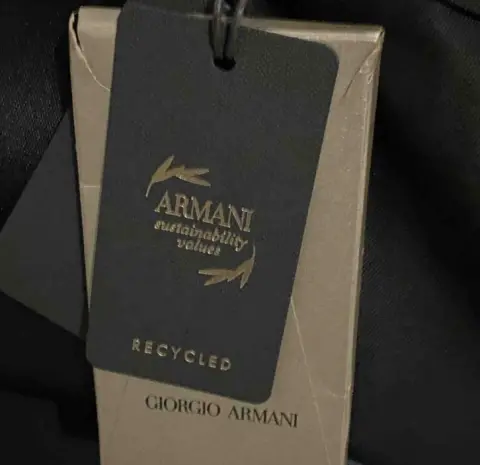 ARMANI
sustainability
values
RECYCLED
GIORGIO ARMANI